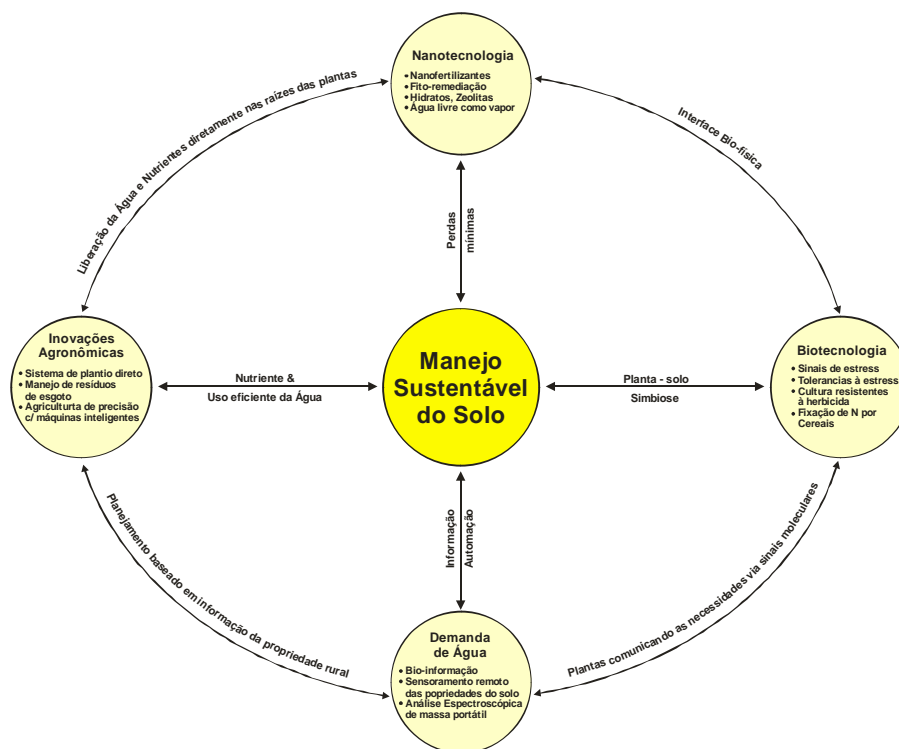 Nanotecnologia
• Nanofertilizantes
• Fito-remediação
• Hidratos, Zeolitas
• Água livre como vapor
Liberação da Água e Nutrientes diretamente nas raizes das plantas
Interface Bio-física
Perdas
mínimas
Inovações
Agronômicas
• Sistema de plantio direto
• Manejo de resíduos
de esgoto
• Agricultura de precisão
c/ máquinas inteligentes
Nutriente &
Uso eficiente da Água
Manejo
Sustentável
do Solo
Planta - solo
Simbiose
Biotecnologia
• Sinais de estress
• Tolerancias à estress
• Cultura resistentes
à herbicida
• Fixação de N por
Cereais
Informação
Automação
Planejamento baseado em informação da propriedade rural
Plantas comunicando as necessidades via sinais moleculares
Demanda
de Água
• Bio-informação
• Sensoramento remoto
das popriedades do solo
• Análise Espectroscópica
de massa portátil